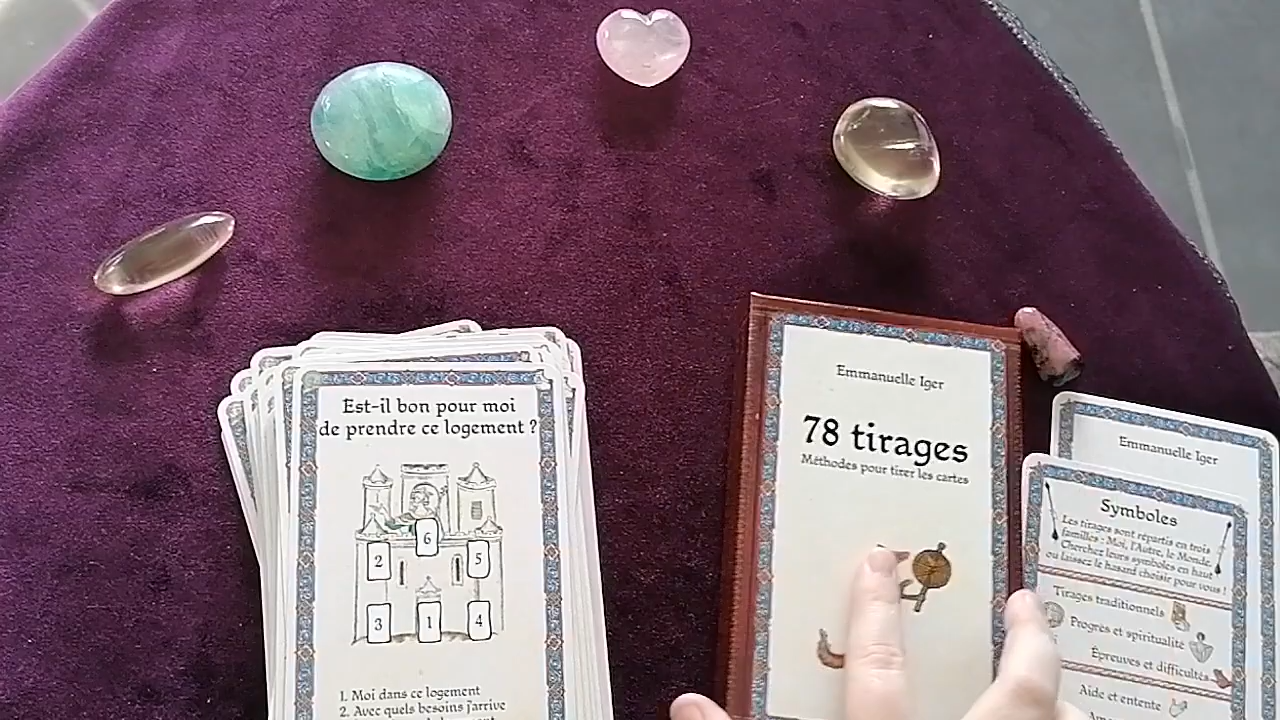 Est-il bon pour moi
de prendre ce logement ?
6
2
5
3
1
4
1. Moi dans ce logement
2. Avec quels besoins j'arrive
Emmanuelle Iger
78 tirages
Méthodes pour tirer les cartes
Emmanuelle Iger
Symboles
Les tirages sont répartis en trois
familles - Moi, l'Autre, le Monde.
Cherchez leurs symboles en haut
ou laissez le hasard choisir pour vous !
Tirages traditionnels
Progrès et spiritualité
Épreuves et difficultés
Aide et entente